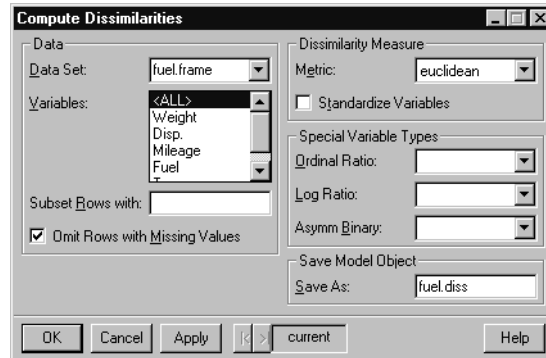 Compute Dissimilarities
Data
Data Set: fuel.frame
Variables: <ALL>
Weight
Disp.
Mileage
Fuel
Subset Rows with:
Omit Rows with Missing Values
Dissimilarity Measure
Metric: euclidean
Standardize Variables
Special Variable Types
Ordinal Ratio:
Log Ratio:
Asymm Binary:
Save Model Object
Save As: fuel.diss
OK Cancel Apply current Help